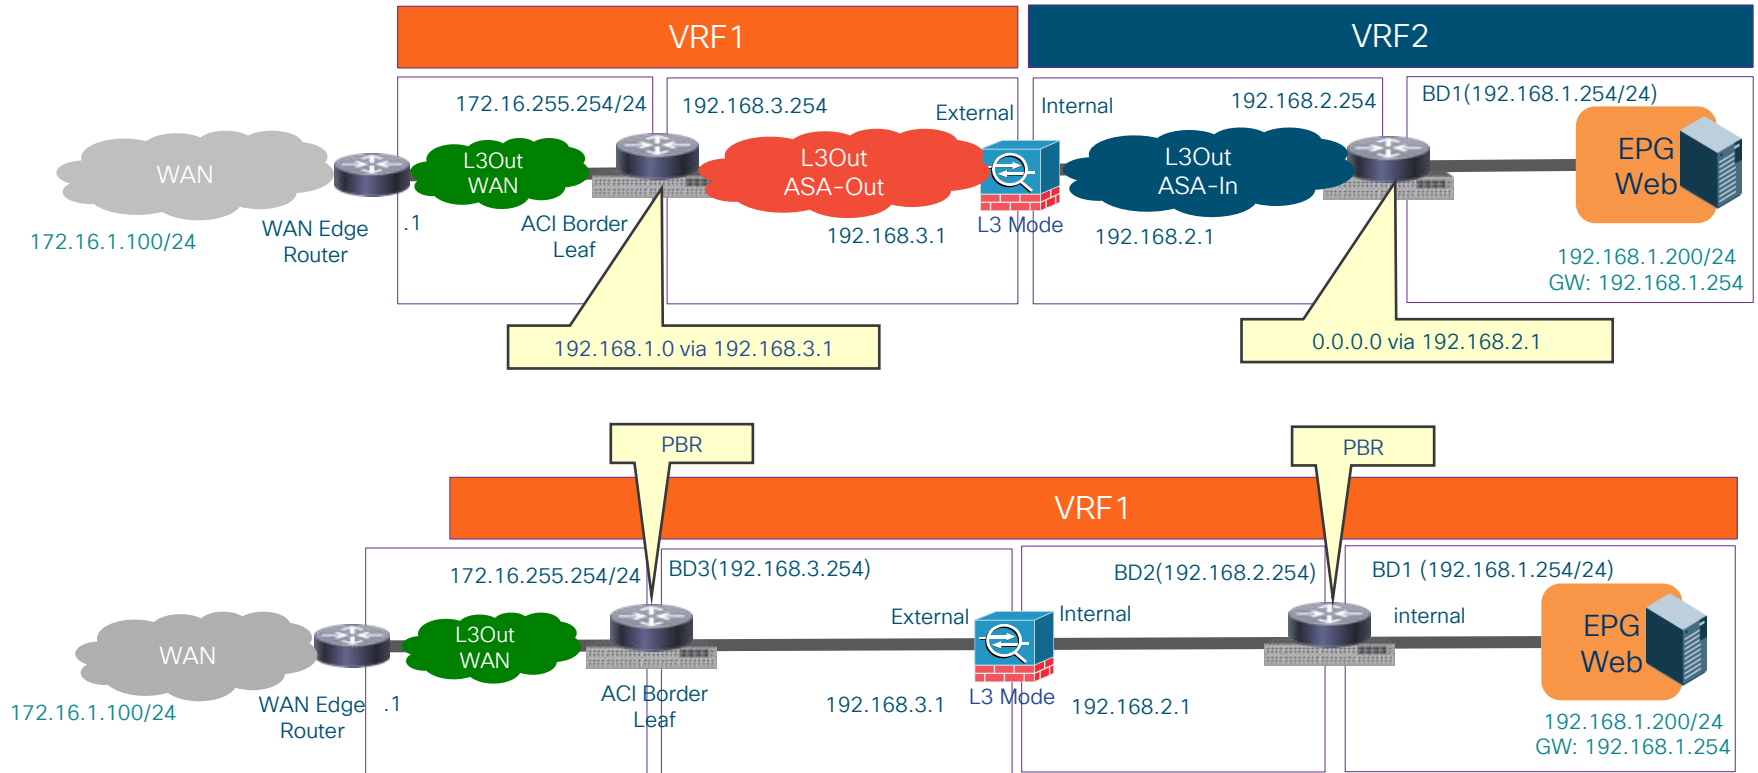 VRF1
VRF2
172.16.255.254/24
192.168.3.254
External
Internal
192.168.2.254
BD1(192.168.1.254/24)
WAN
L3Out
WAN
L3Out
ASA-Out
L3Out
ASA-In
EPG
Web
172.16.1.100/24
WAN Edge
Router
.1
ACI Border
Leaf
192.168.3.1
L3 Mode
192.168.2.1
192.168.1.200/24
GW: 192.168.1.254
192.168.1.0 via 192.168.3.1
0.0.0.0 via 192.168.2.1
PBR
PBR
VRF1
172.16.255.254/24
BD3(192.168.3.254)
BD2(192.168.2.254)
BD1 (192.168.1.254/24)
External
Internal
internal
WAN
L3Out
WAN
EPG
Web
172.16.1.100/24
WAN Edge
Router
.1
ACI Border
Leaf
192.168.3.1
L3 Mode
192.168.2.1
192.168.1.200/24
GW: 192.168.1.254